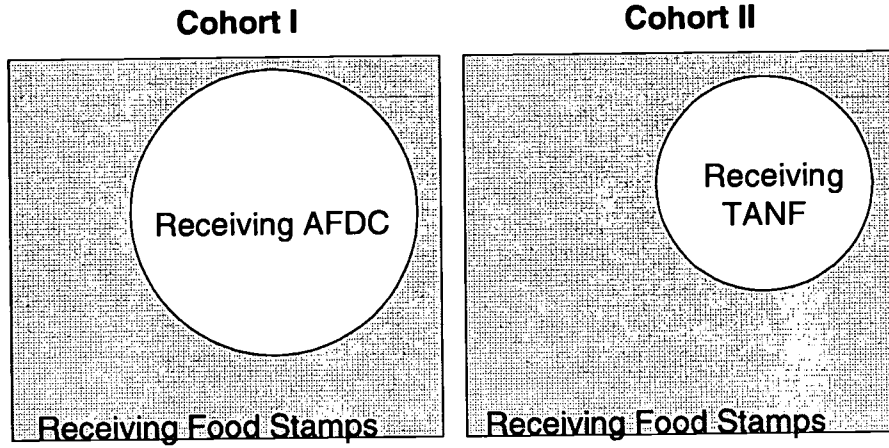 Cohort I
Receiving AFDC
Receiving Food Stamps
Cohort II
Receiving
TANF
Receiving Food Stamps